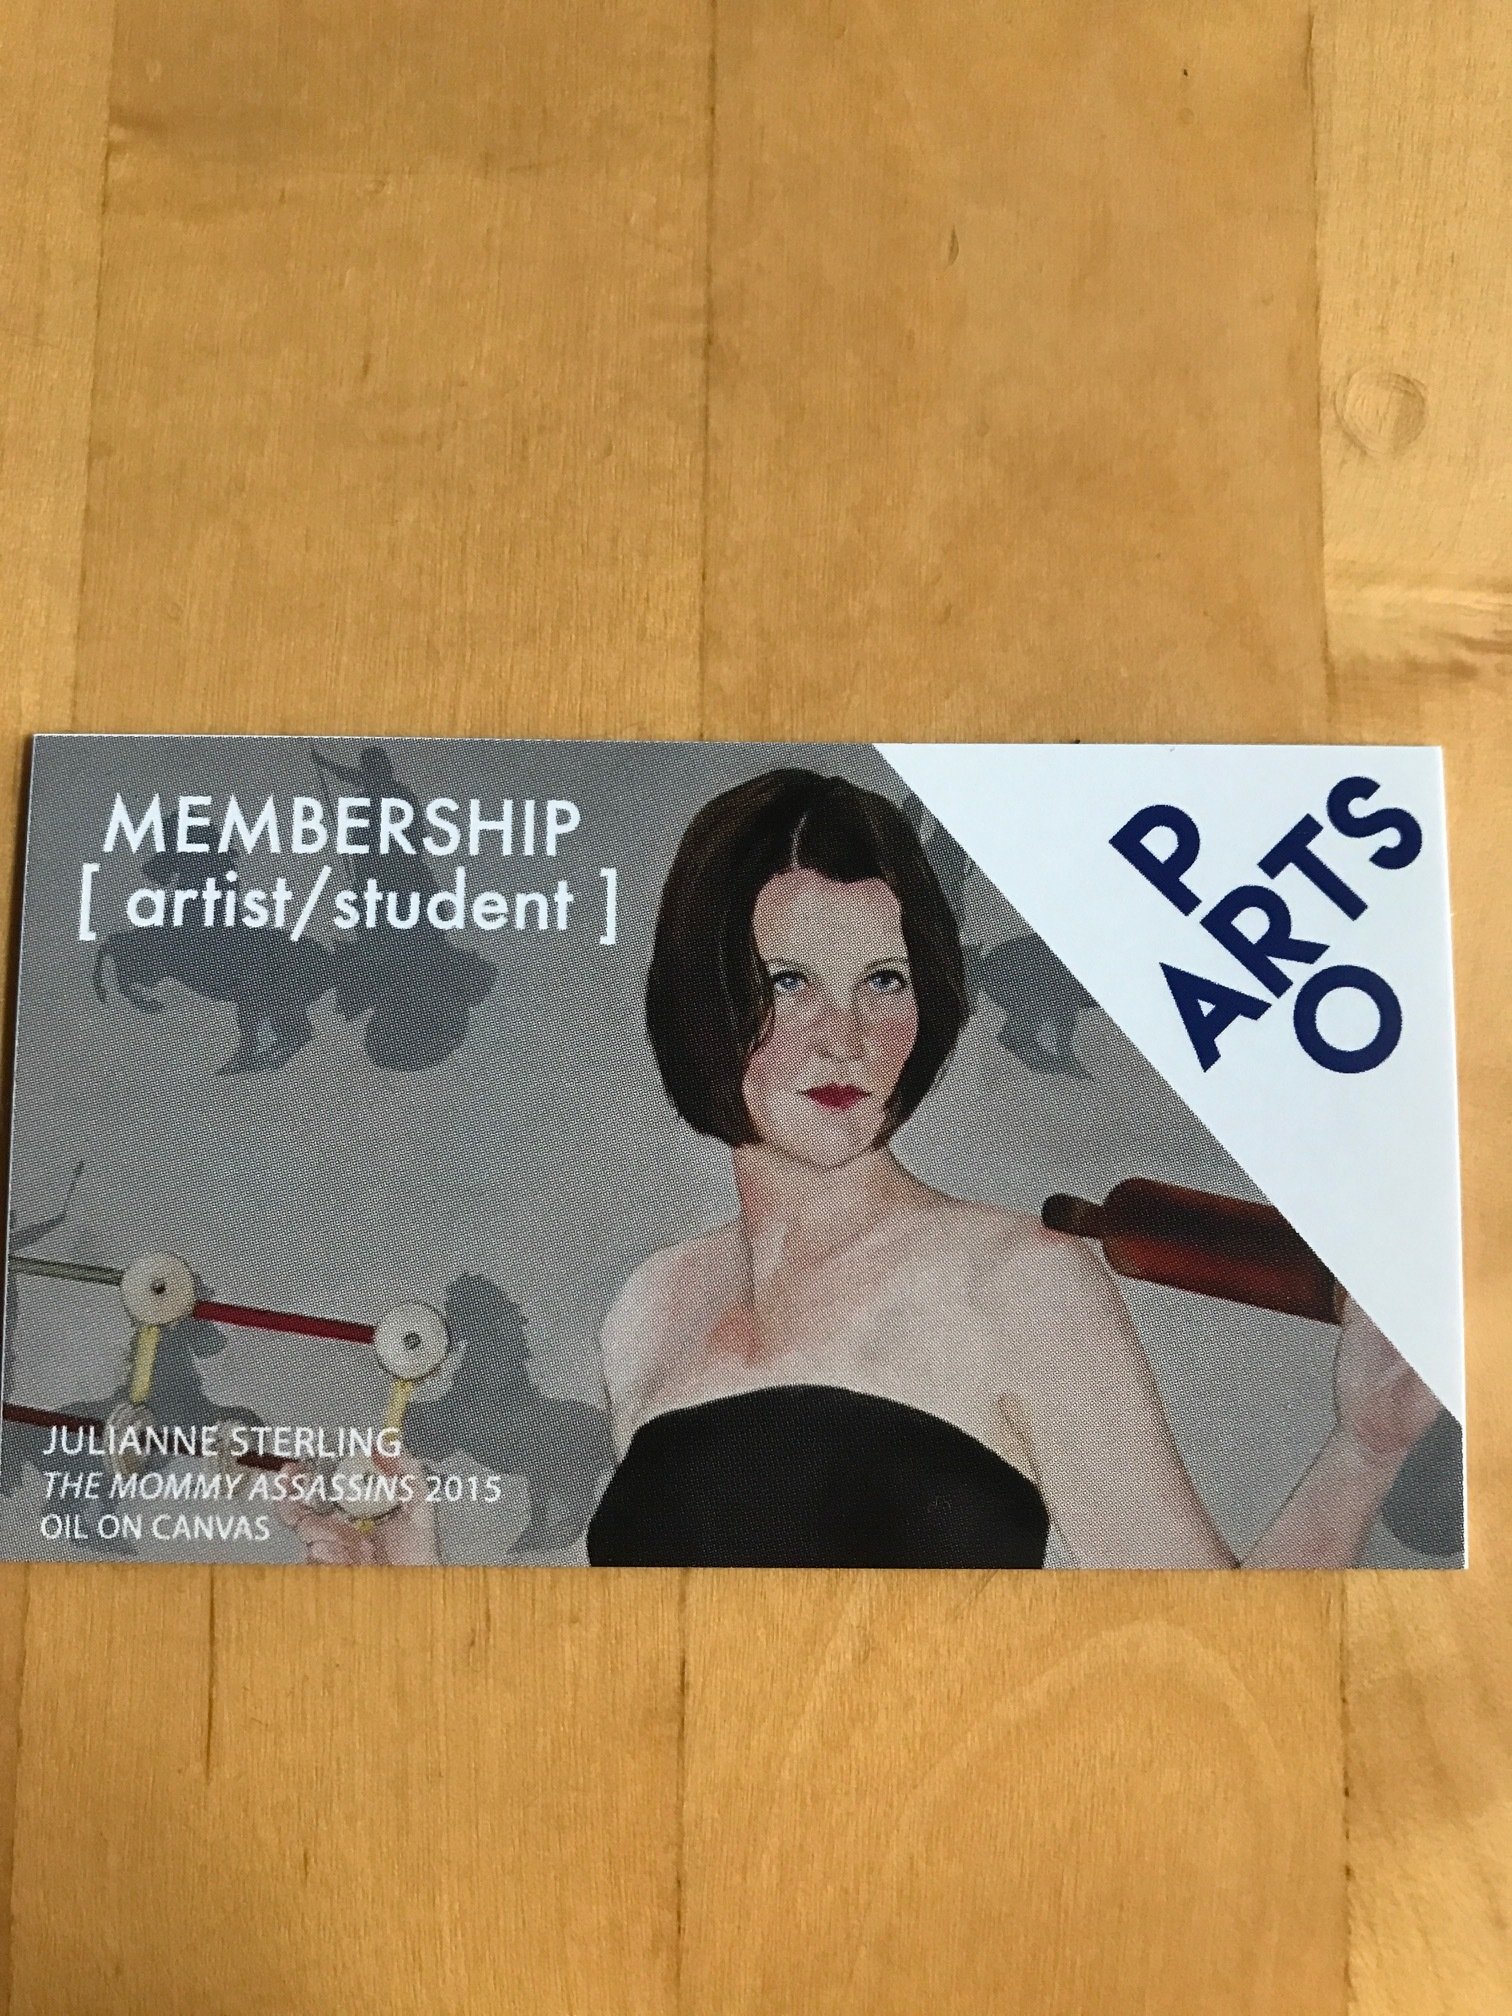 MEMBERSHIP
[ artist/student ]
P
ARTS
O
JULIANNE STERLING
THE MOMMY ASSASSINS 2015
OIL ON CANVAS